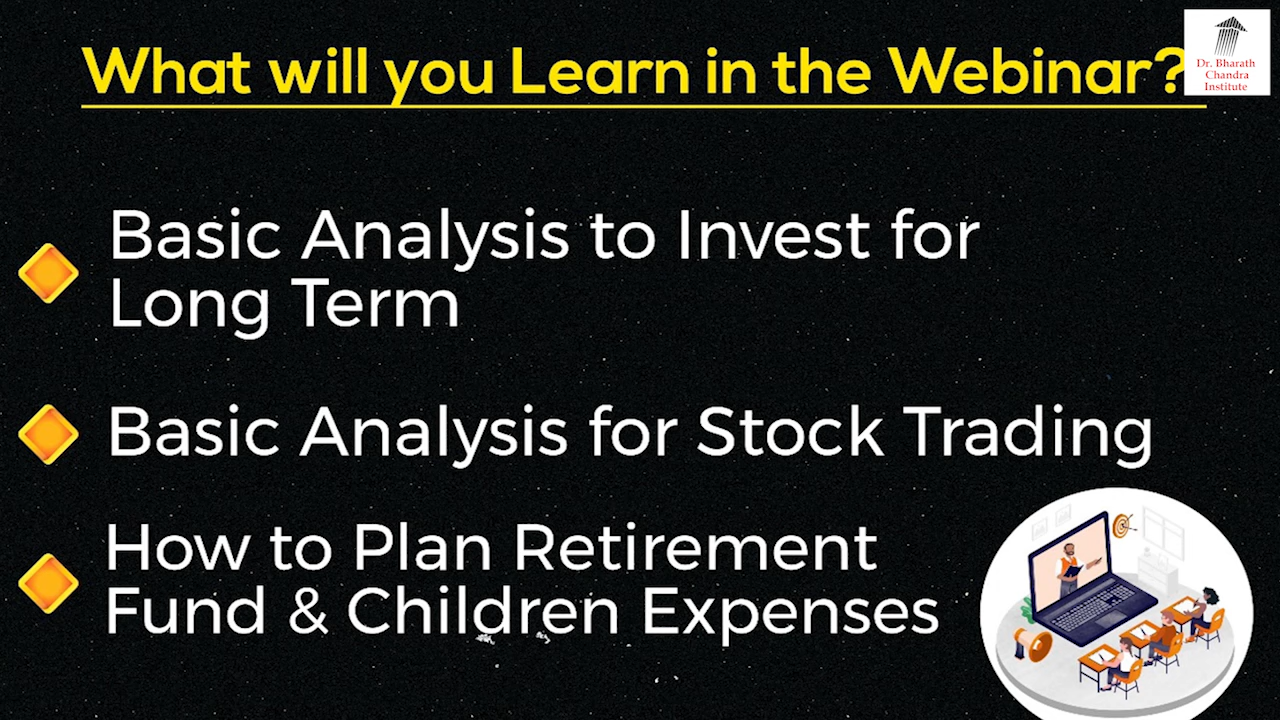 What will you Learn in the Webinar?
Dr. Bharath
Chandra
Institute
Basic Analysis to Invest for
Long Term
Basic Analysis for Stock Trading
How to Plan Retirement
Fund & Children Expenses